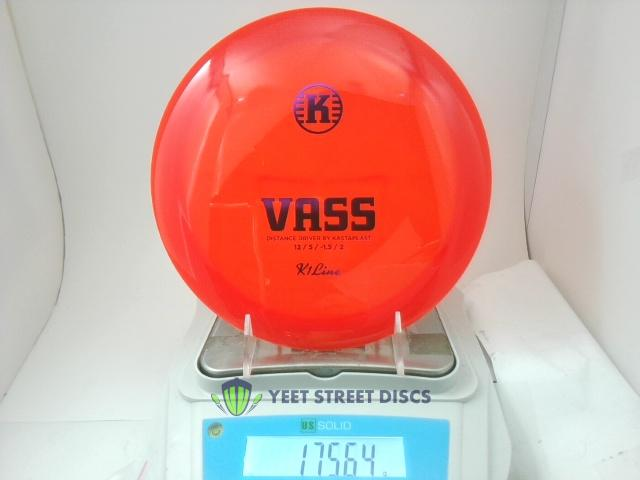 K
VASS
DISTANCE DRIVER BY KASTAPLAST
12 / 5 / -1.5 / 2
K1 Line
YEET STREET DISCS
US SOLID
175.64 g